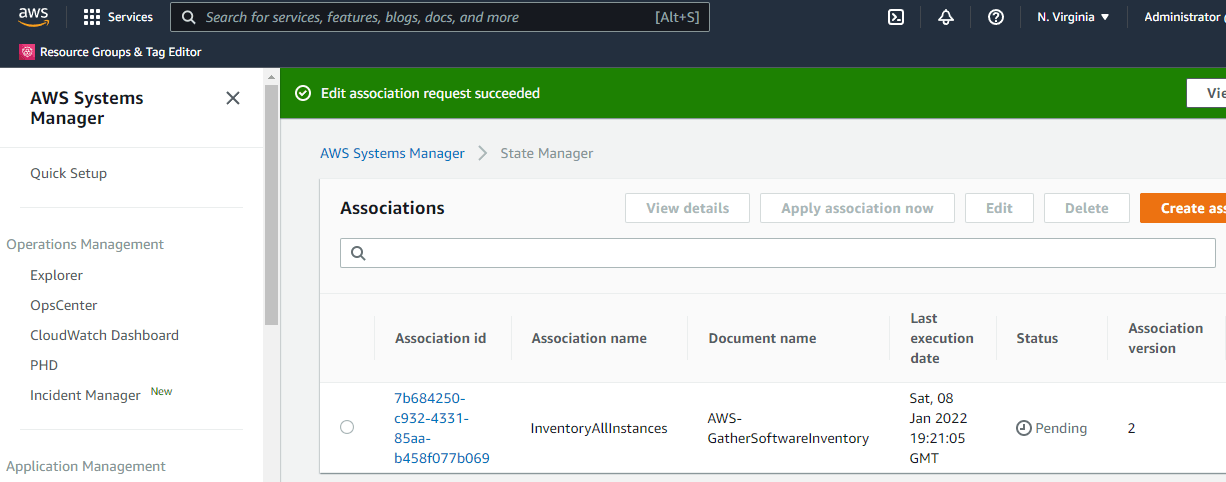 aws
Services
Search for services, features, blogs, docs, and more
[Alt+S]
N. Virginia
Administrator
Resource Groups & Tag Editor
AWS Systems
Manager
Quick Setup
Operations Management
Explorer
OpsCenter
CloudWatch Dashboard
PHD
Incident Manager New
Application Management
Edit association request succeeded
Vie
AWS Systems Manager
State Manager
Associations
View details
Apply association now
Edit
Delete
Create ass
Association id
Association name
Document name
Last
execution
date
Status
Association
version
7b684250-
c932-4331-
85aa-
b458f077b069
InventoryAllInstances
AWS-
GatherSoftwareInventory
Sat, 08
Jan 2022
19:21:05
GMT
Pending
2